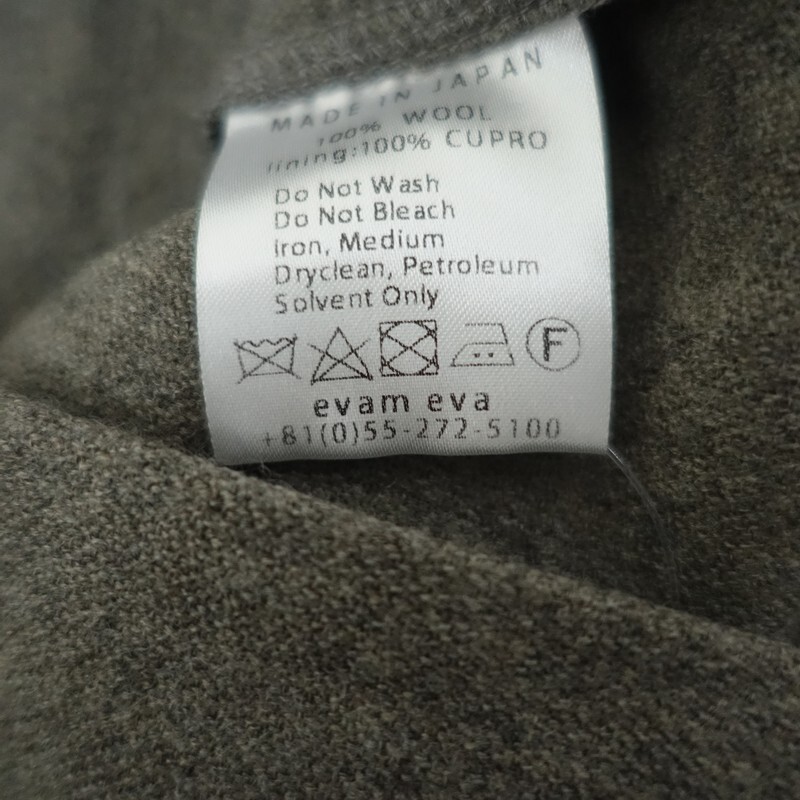 MADE IN JAPAN
100% WOOL
lining:100% CUPRO
Do Not Wash
Do Not Bleach
Iron, Medium
Dryclean, Petroleum
Solvent Only
F
evam eva
+81(0)55-272-5100